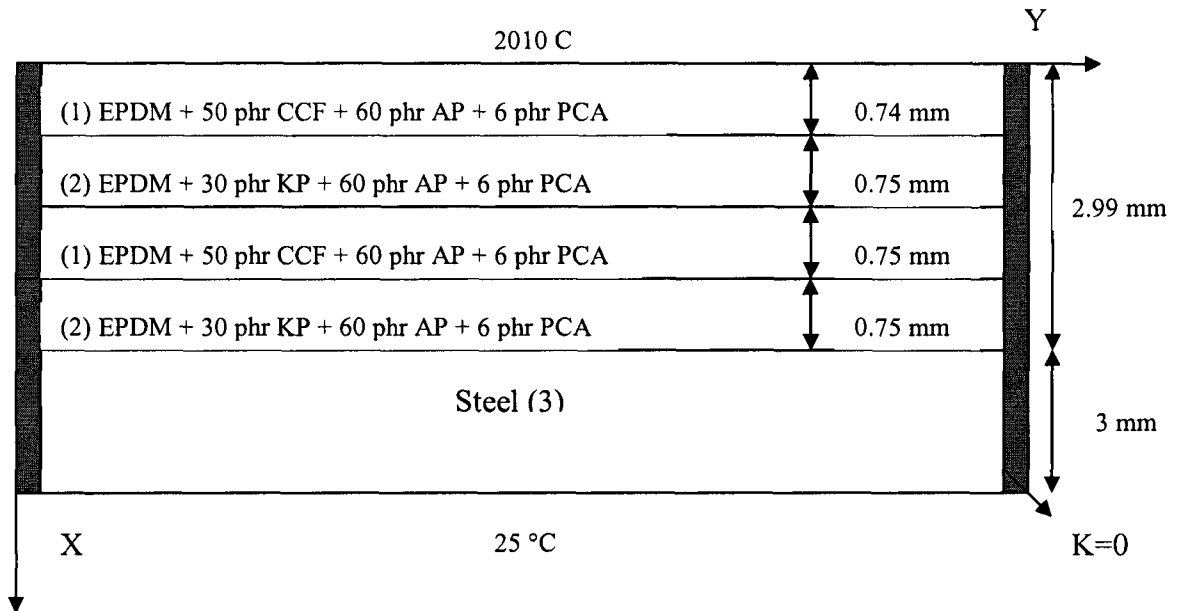 Y
2010 C
(1) EPDM + 50 phr CCF + 60 phr AP + 6 phr PCA 0.74 mm
(2) EPDM + 30 phr KP + 60 phr AP + 6 phr PCA 0.75 mm
2.99 mm
(1) EPDM + 50 phr CCF + 60 phr AP + 6 phr PCA 0.75 mm
(2) EPDM + 30 phr KP + 60 phr AP + 6 phr PCA 0.75 mm
Steel (3)
3 mm
X 25 °C K=0